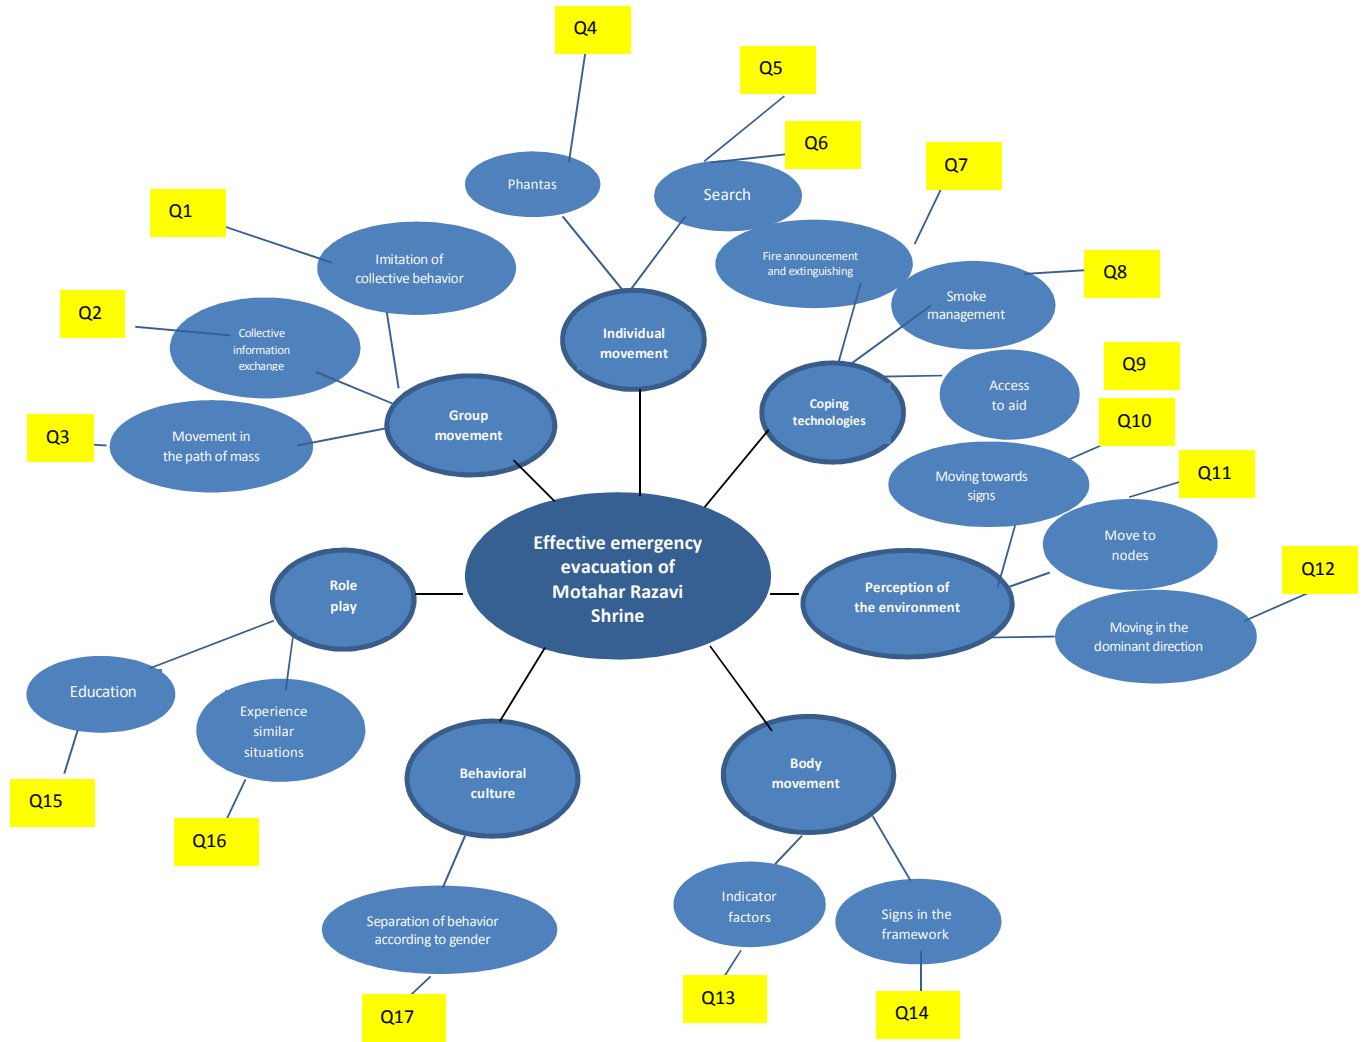 Q4
Q5
Q6
Q7
Phantas
Search
Q1
Imitation of
collective behavior
Fire announcement
and extinguishing
Q8
Q2
Collective
information
exchange
Individual
movement
Smoke
management
Q9
Access
to aid
Q3
Movement in
the path of mass
Group
movement
Coping
technologies
Q10
Moving towards
signs
Q11
Move to
nodes
Effective emergency
evacuation of
Motahar Razavi
Shrine
Role
play
Perception of
the environment
Q12
Moving in the
dominant direction
Education
Experience
similar
situations
Q15
Q16
Behavioral
culture
Body
movement
Separation of behavior
according to gender
Indicator
factors
Signs in the
framework
Q17
Q13
Q14